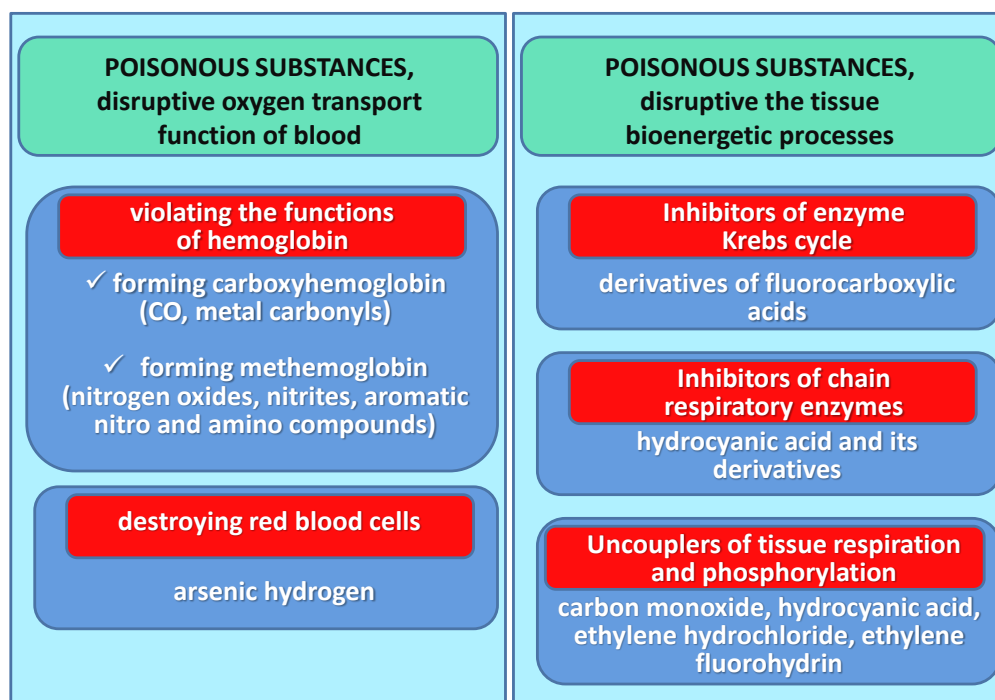 POISONOUS SUBSTANCES,
disruptive oxygen transport
function of blood
violating the functions
of hemoglobin
✓ forming carboxyhemoglobin
(CO, metal carbonyls)
✓ forming methemoglobin
(nitrogen oxides, nitrites, aromatic
nitro and amino compounds)
destroying red blood cells
arsenic hydrogen
POISONOUS SUBSTANCES,
disruptive the tissue
bioenergetic processes
Inhibitors of enzyme
Krebs cycle
derivatives of fluorocarboxylic
acids
Inhibitors of chain
respiratory enzymes
hydrocyanic acid and its
derivatives
Uncouplers of tissue respiration
and phosphorylation
carbon monoxide, hydrocyanic acid,
ethylene hydrochloride, ethylene
fluorohydrin